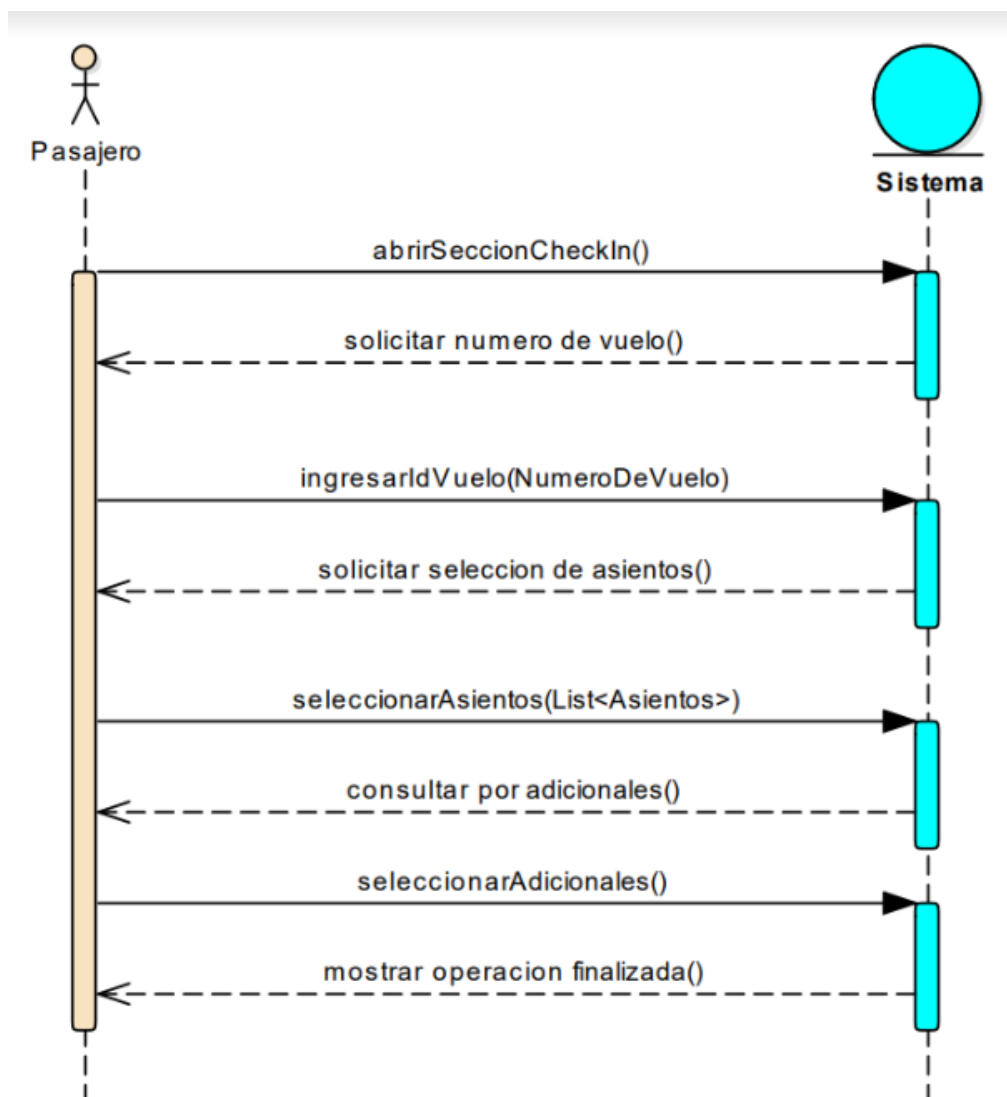 Pasajero
Sistema
abrirSeccionCheckIn()
solicitar numero de vuelo()
ingresarIdVuelo(NumeroDeVuelo)
solicitar seleccion de asientos()
seleccionarAsientos(List<Asientos>)
consultar por adicionales()
seleccionarAdicionales()
mostrar operacion finalizada()